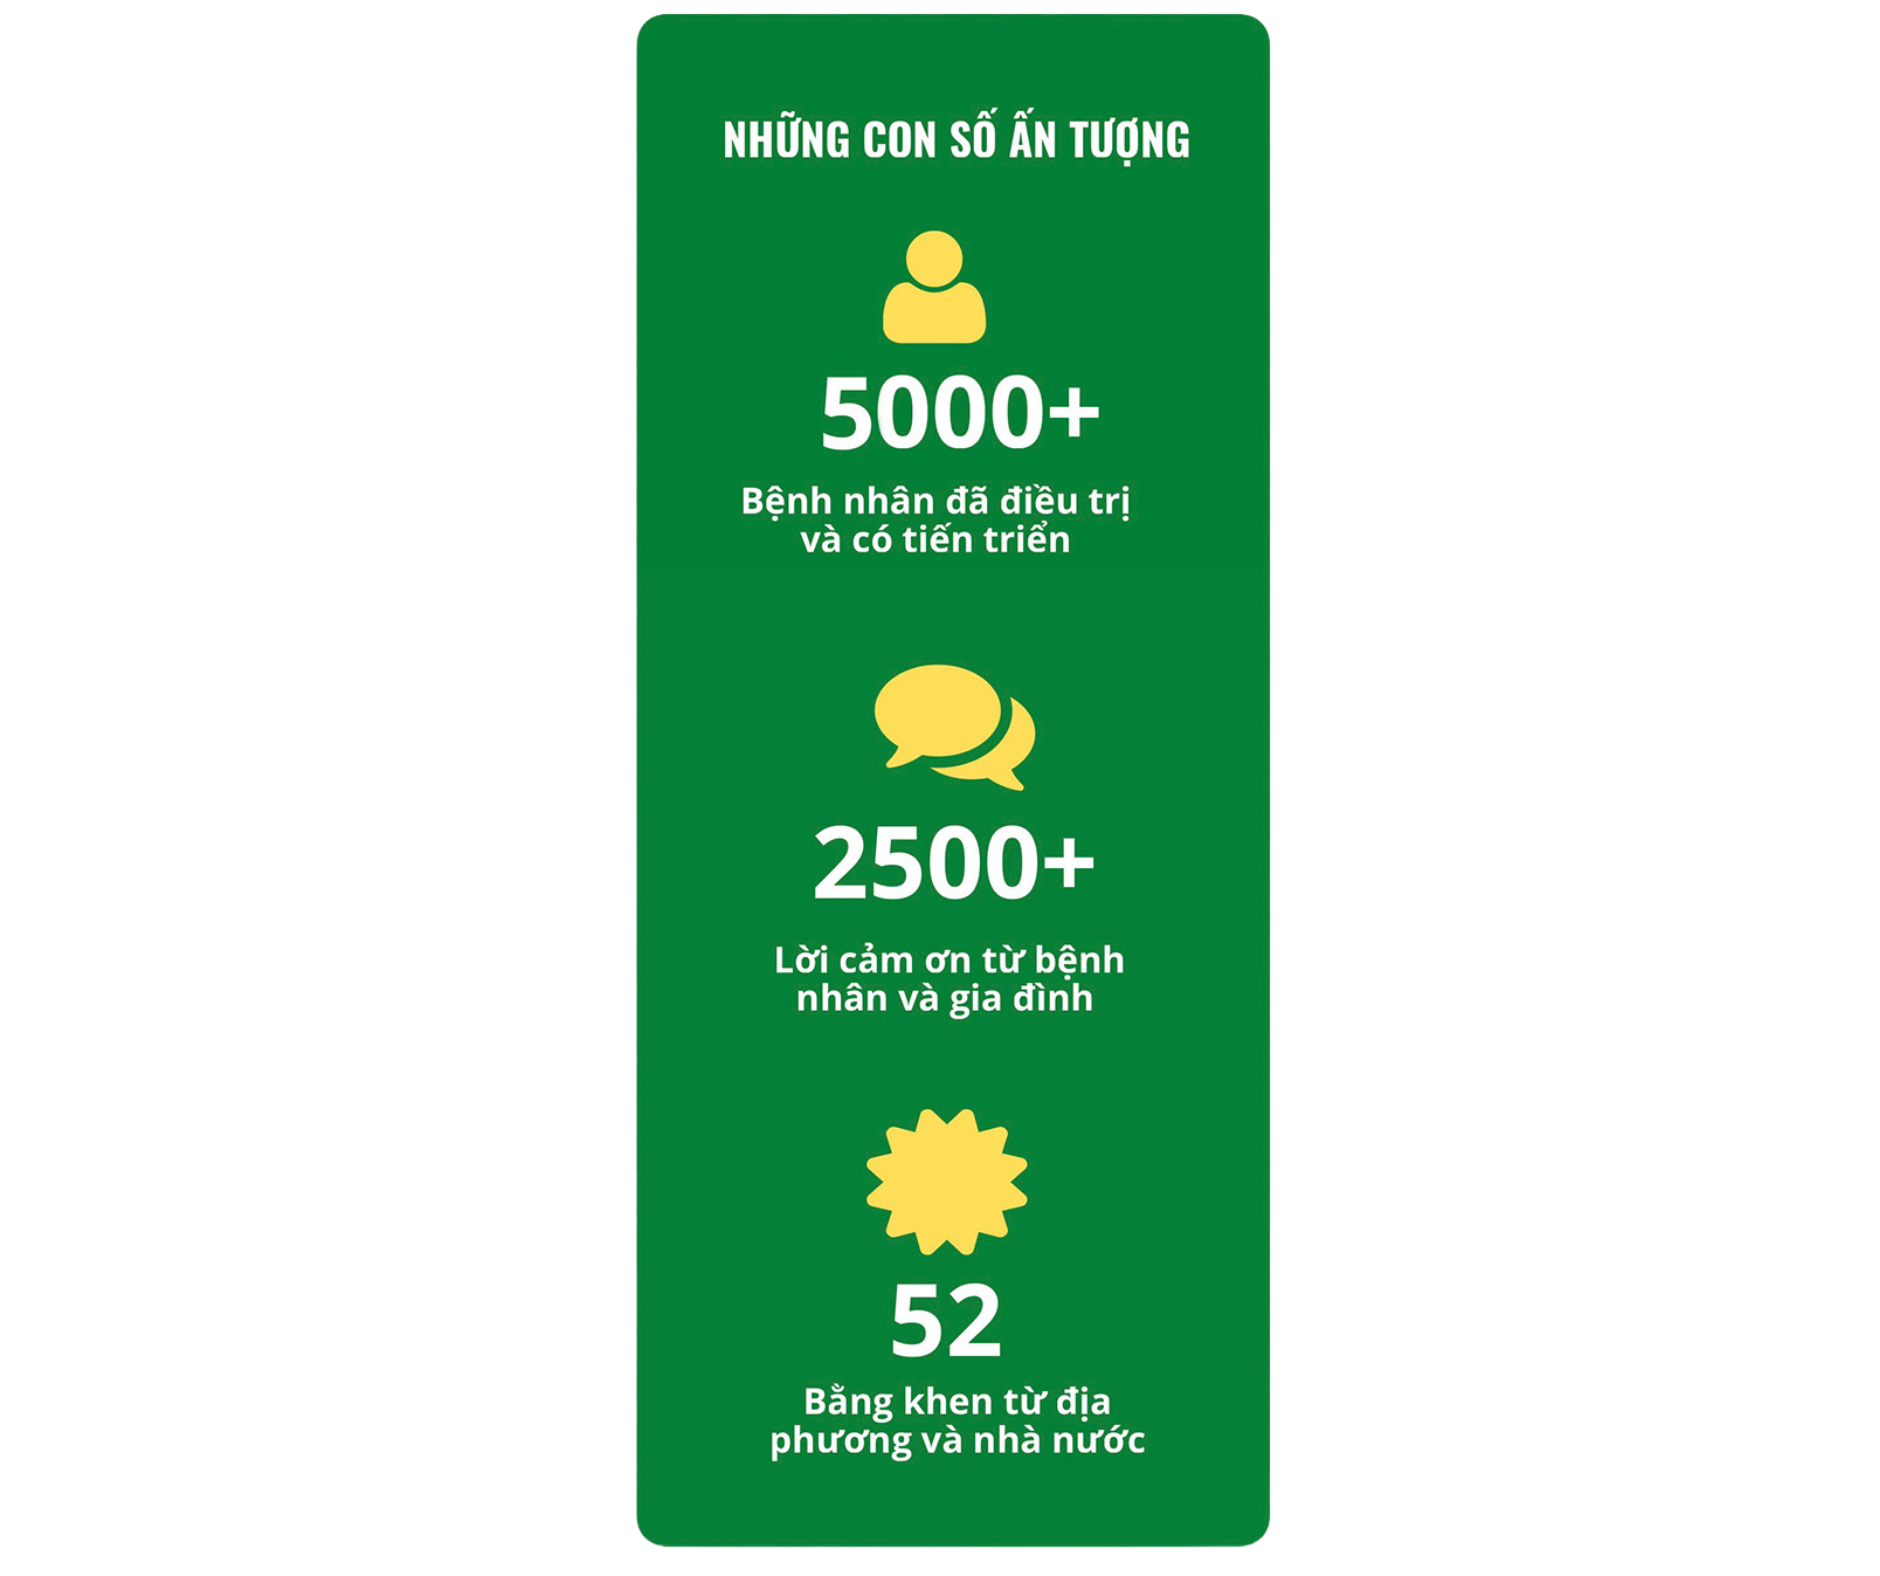 NHỮNG CON SỐ ẤN TƯỢNG
5000+
Bệnh nhân đã điều trị
và có tiến triển
2500+
Lời cảm ơn từ bệnh
nhân và gia đình
52
Bằng khen từ địa
phương và nhà nước